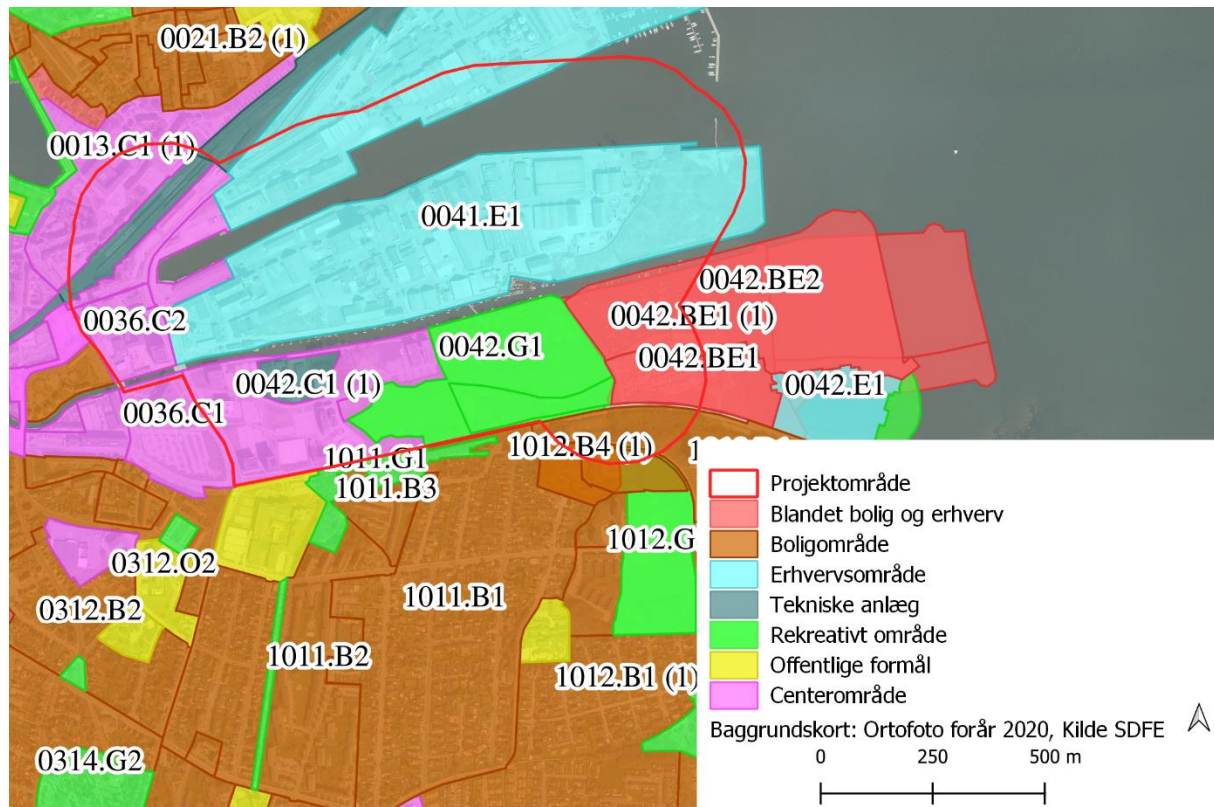 0021.B2 (1)
0013.C1 (1)
0041.E1
0042.BE2
0036.C2
0042.BE1 (1)
0042.G1
0042.BE1
0042.C1 (1)
0042.E1
0036.C1
1012.B4 (1)
1011.G1
1011.B3
1012.G
0312.O2
0312.B2
1011.B1
1011.B2
1012.B1 (1)
0314.G2
Projektområde
Blandet bolig og erhverv
Boligområde
Erhvervsområde
Tekniske anlæg
Rekreativt område
Offentlige formål
Centerområde
Baggrundskort: Ortofoto forår 2020, Kilde SDFE
0 250 500 m